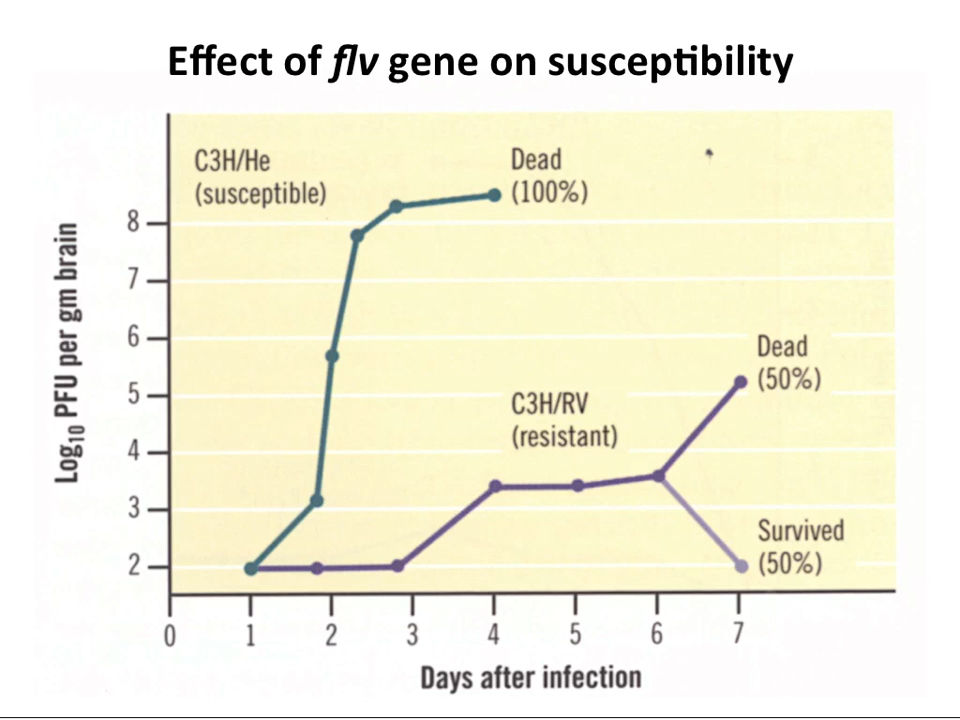 Effect of flv gene on susceptibility
C3H/He
(susceptible)
Dead
(100%)
Log10 PFU per gm brain
8
7
6
5
4
3
2
C3H/RV
(resistant)
Dead
(50%)
Survived
(50%)
0 1 2 3 4 5 6 7
Days after infection